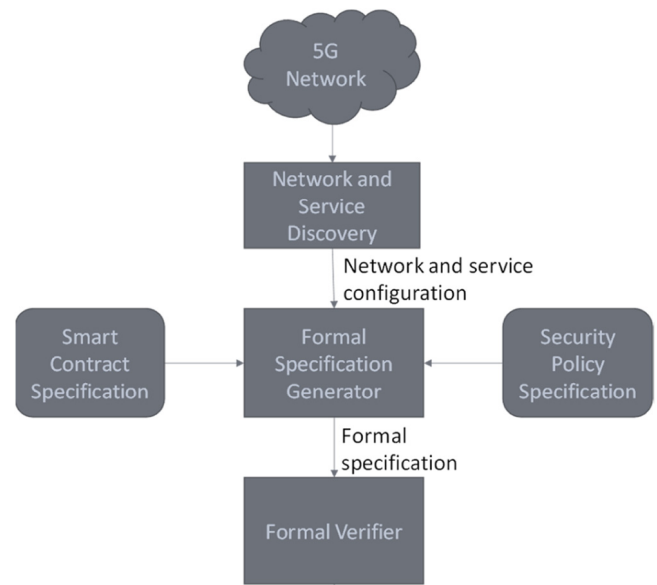 5G
Network
Network and
Service
Discovery
Network and service
configuration
Smart
Contract
Specification
Formal
Specification
Generator
Security
Policy
Specification
Formal
specification
Formal Verifier